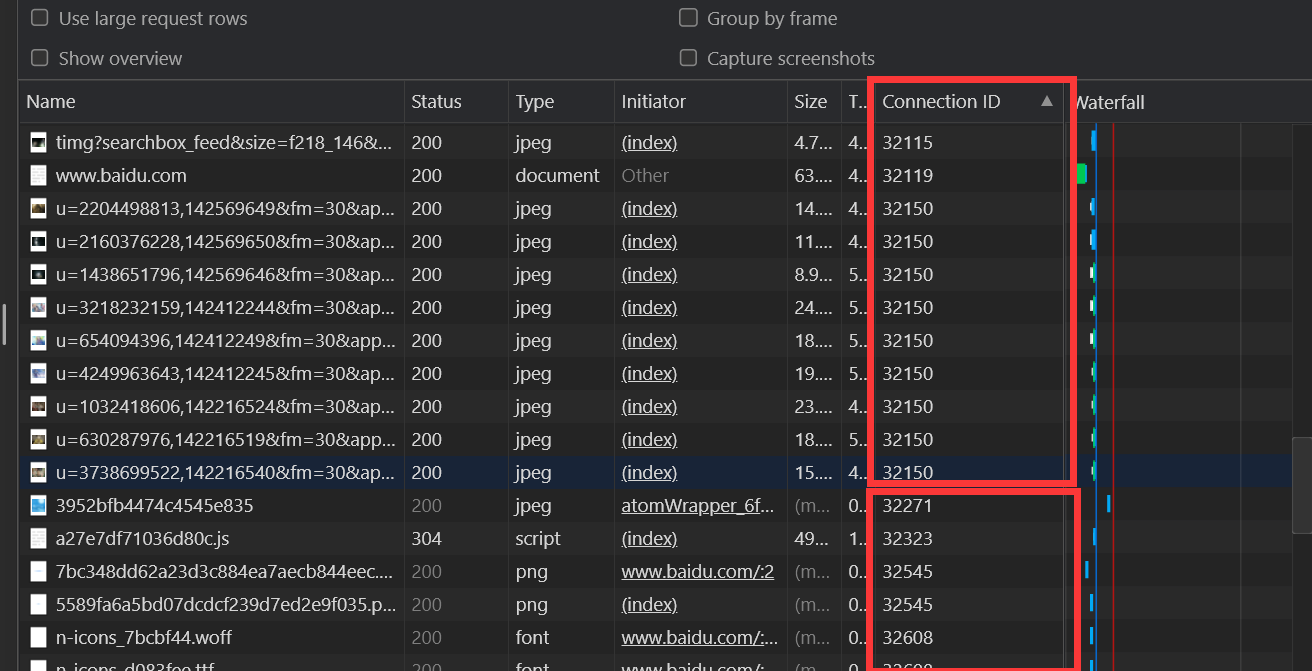 Use large request rows Group by frame
Show overview Capture screenshots
Name Status Type Initiator Size T.. Connection ID ▲ Waterfall
timg?searchbox_feed&size=f218_146&... 200 jpeg (index) 4.7... 4.. 32115
www.baidu.com 200 document Other 63.... 4.. 32119
u=2204498813,142569649&fm=30&ap... 200 jpeg (index) 14.... 4.. 32150
u=2160376228,142569650&fm=30&ap... 200 jpeg (index) 11.... 4.. 32150
u=1438651796,142569646&fm=30&ap... 200 jpeg (index) 8.9... 5.. 32150
u=3218232159,142412244&fm=30&ap... 200 jpeg (index) 24.... 5.. 32150
u=654094396,142412249&fm=30&app... 200 jpeg (index) 18.... 5.. 32150
u=4249963643,142412245&fm=30&ap... 200 jpeg (index) 19.... 5.. 32150
u=1032418606,142216524&fm=30&ap... 200 jpeg (index) 23.... 4.. 32150
u=630287976,142216519&fm=30&app... 200 jpeg (index) 18.... 5.. 32150
u=3738699522,142216540&fm=30&ap... 200 jpeg (index) 15.... 4.. 32150
3952bfb4474c4545e835 200 jpeg atomWrapper_6f... (m... 0.. 32271
a27e7df71036d80c.js 304 script (index) 49... 1.. 32323
7bc348dd62a23d3c884ea7aecb844eec.... 200 png www.baidu.com/:2 (m... 0.. 32545
5589fa6a5bd07dcdcf239d7ed2e9f035.p... 200 png (index) (m... 0.. 32545
n-icons_7bcbf44.woff 200 font www.baidu.com/:... (m... 0.. 32608
n-icons_d083fee.ttf 200 font www.baidu.com/:... (m... 0.. 32608